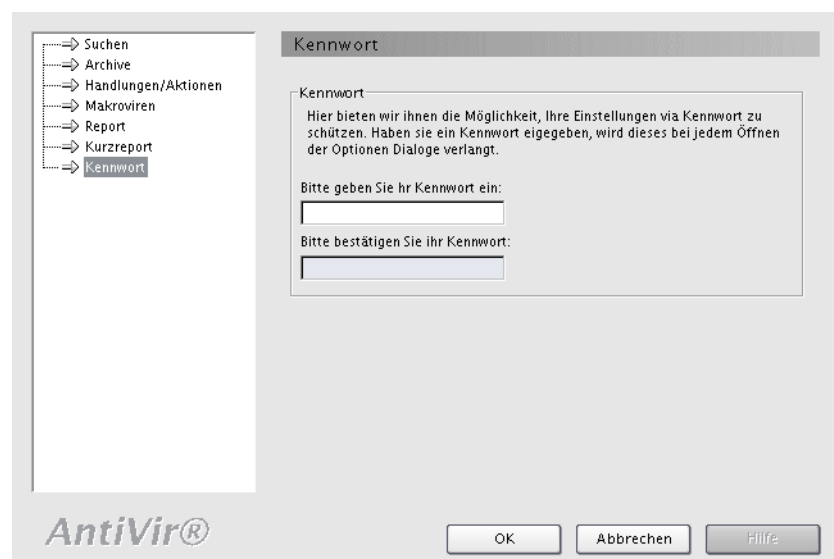 Suchen
Archive
Handlungen/Aktionen
Makroviren
Report
Kurzreport
Kennwort
Kennwort
Kennwort
Hier bieten wir ihnen die Möglichkeit, Ihre Einstellungen via Kennwort zu
schützen. Haben sie ein Kennwort eigegeben, wird dieses bei jedem Öffnen
der Optionen Dialoge verlangt.
Bitte geben Sie hr Kennwort ein:
Bitte bestätigen Sie ihr Kennwort:
AntiVir®
OK
Abbrechen
Hilfe